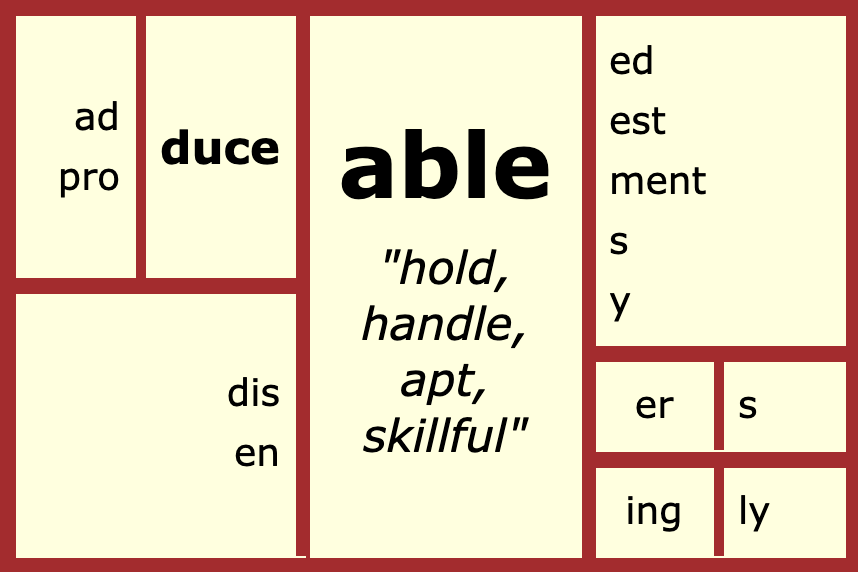 ad
pro
duce
dis
en
able
"hold,
handle,
apt,
skillful"
ed
est
ment
s
y
er
s
ing
ly